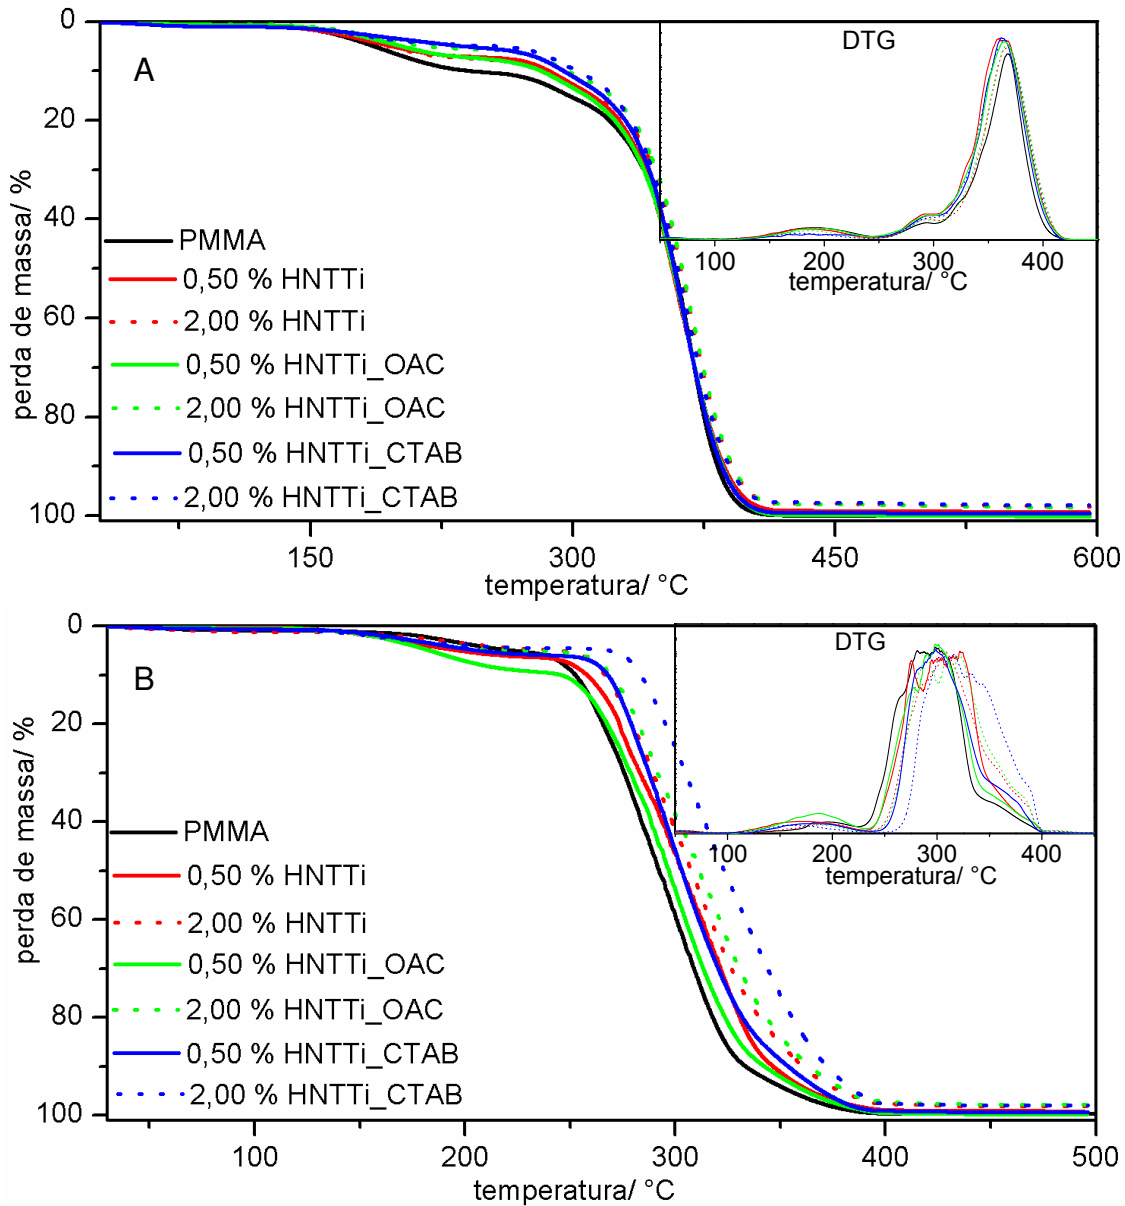 0
20
40
60
80
100
perda de massa/ %
A
PMMA
0,50 % HNTTi
2,00 % HNTTi
0,50 % HNTTi_OAC
2,00 % HNTTi_OAC
0,50 % HNTTi_CTAB
2,00 % HNTTi_CTAB
DTG
100 200 300 400
temperatura/ °C
150 300 450 600
temperatura/ °C
0
20
40
60
80
100
perda de massa/ %
B
PMMA
0,50 % HNTTi
2,00 % HNTTi
0,50 % HNTTi_OAC
2,00 % HNTTi_OAC
0,50 % HNTTi_CTAB
2,00 % HNTTi_CTAB
DTG
100 200 300 400
temperatura/ °C
100 200 300 400 500
temperatura/ °C